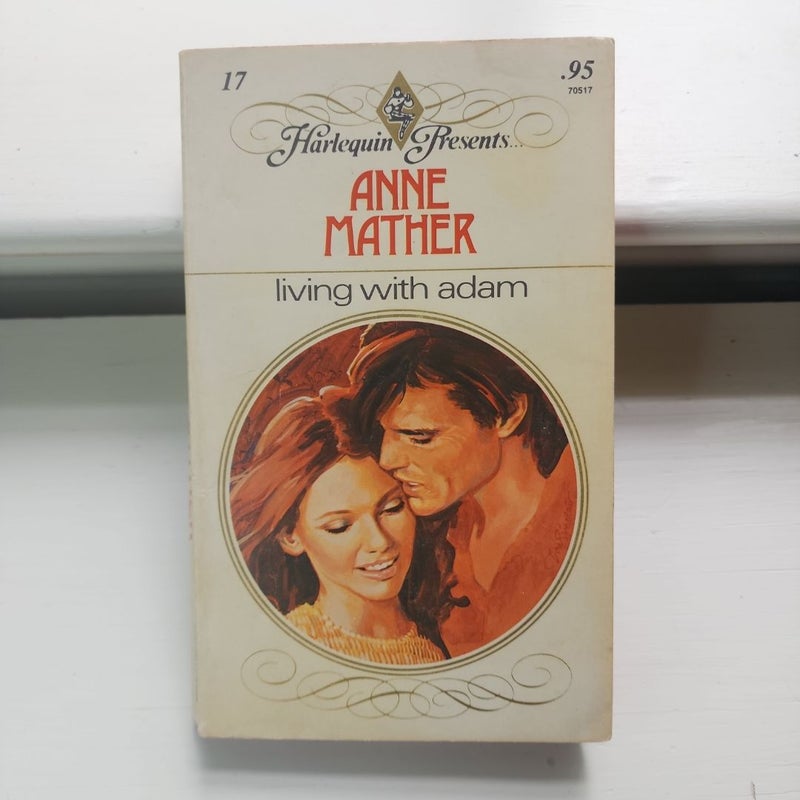 17
.95
70517
Harlequin Presents...
ANNE
MATHER
living with adam